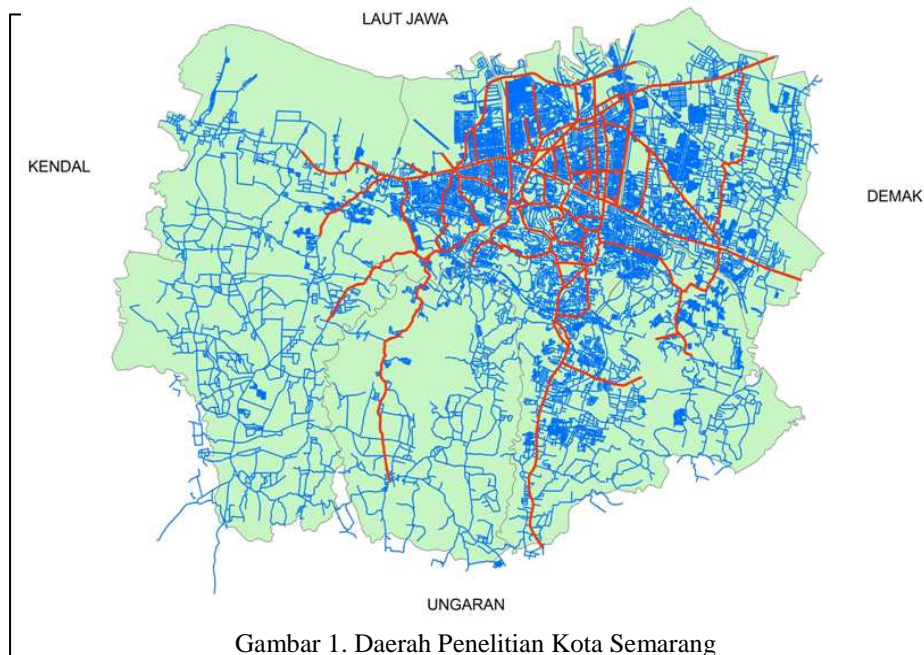 LAUT JAWA
KENDAL
DEMAK
UNGARAN
Gambar 1. Daerah Penelitian Kota Semarang